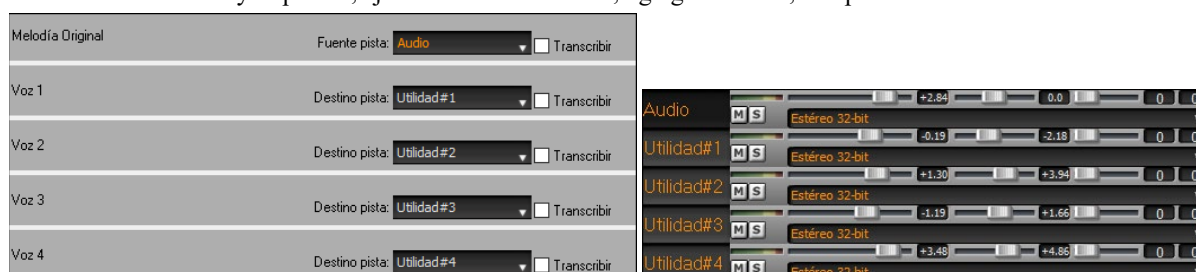 Melodía Original
Fuente pista: Audio Transcribir
Voz 1
Destino pista: Utilidad#1 Transcribir
Voz 2
Destino pista: Utilidad#2 Transcribir
Voz 3
Destino pista: Utilidad#3 Transcribir
Voz 4
Destino pista: Utilidad#4 Transcribir
Audio M S +2.84 0.0 0
Estéreo 32-bit
Utilidad#1 M S -0.19 -2.18 0
Estéreo 32-bit
Utilidad#2 M S +1.30 +3.94 0
Estéreo 32-bit
Utilidad#3 M S -1.19 +1.66 0
Estéreo 32-bit
Utilidad#4 M S +3.48 +4.86 0
Estéreo 32-bit